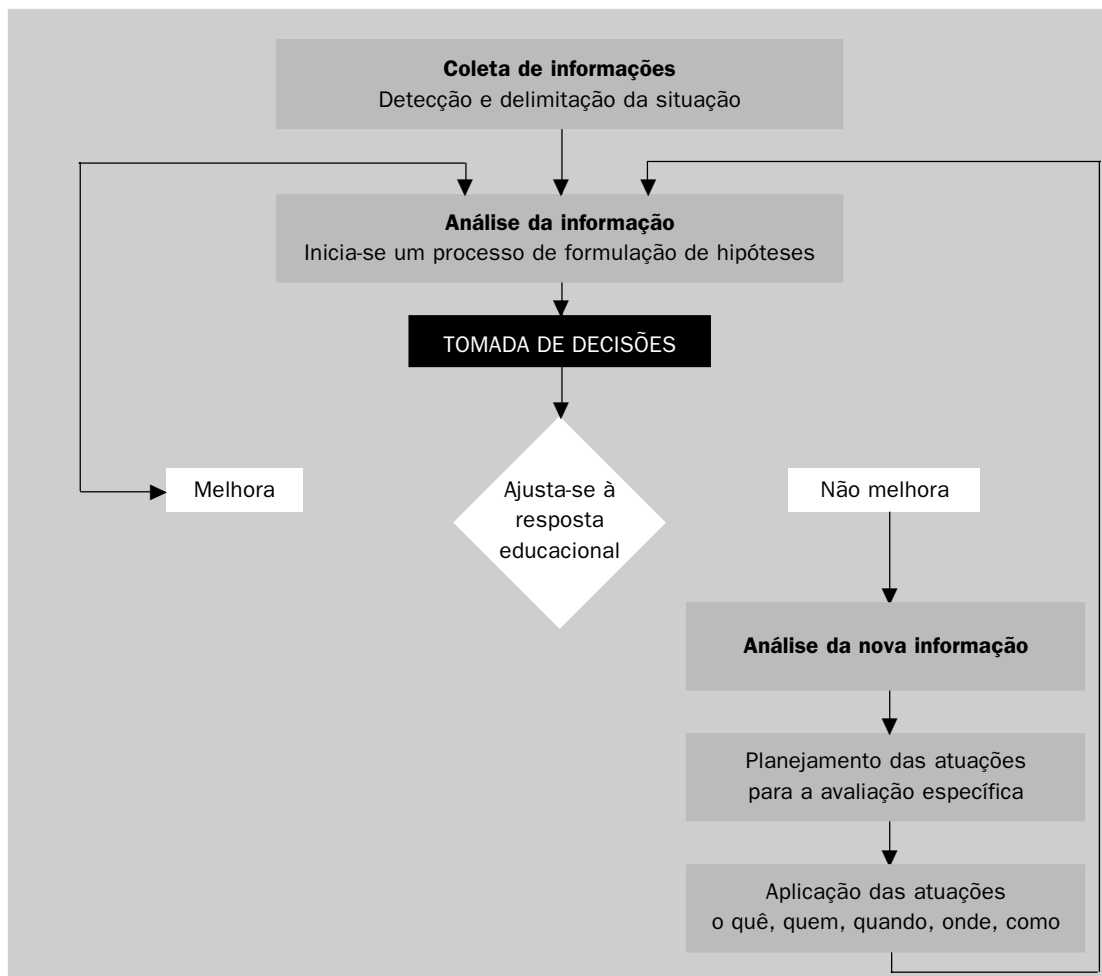 Coleta de informações
Detecção e delimitação da situação
Análise da informação
Inicia-se um processo de formulação de hipóteses
TOMADA DE DECISÕES
Melhora
Ajusta-se à
resposta
educacional
Não melhora
Análise da nova informação
Planejamento das atuações
para a avaliação específica
Aplicação das atuações
o quê, quem, quando, onde, como